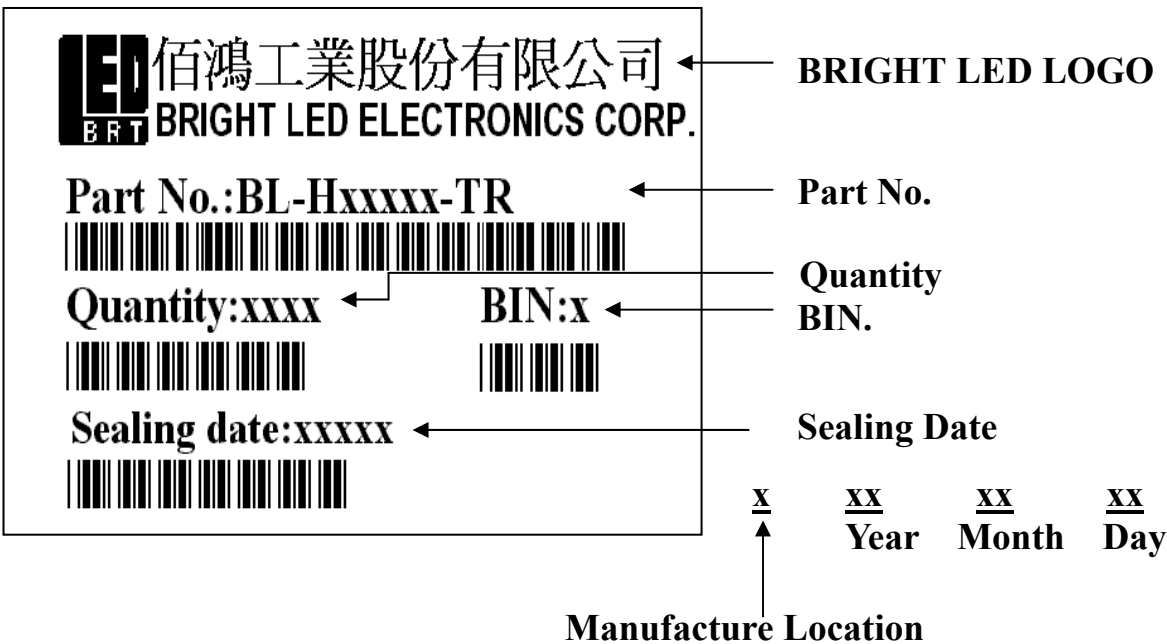 LED 佰鴻工業股份有限公司 BRIGHT LED LOGO
BRT BRIGHT LED ELECTRONICS CORP.
Part No.:BL-Hxxxxx-TR Part No.
Quantity:xxxx BIN:x Quantity
BIN.
Sealing date:xxxxx Sealing Date
x xx xx xx
Year Month Day
Manufacture Location